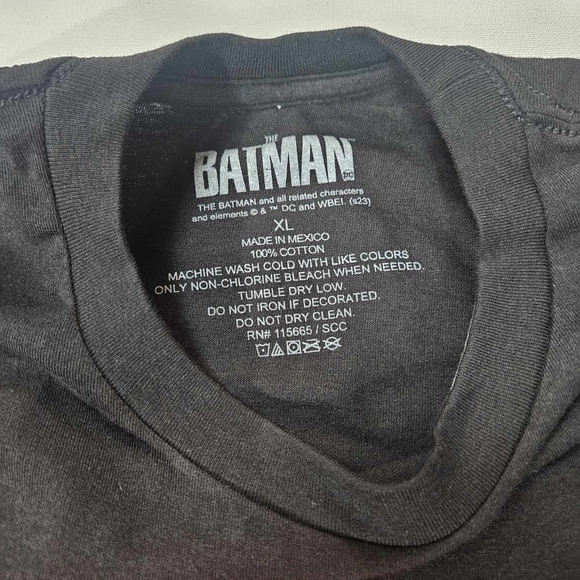 THE
BATMAN™
DC
THE BATMAN and all related characters
and elements © & ™ DC and WBEI. (s23)
XL
MADE IN MEXICO
100% COTTON
MACHINE WASH COLD WITH LIKE COLORS
ONLY NON-CHLORINE BLEACH WHEN NEEDED.
TUMBLE DRY LOW.
DO NOT IRON IF DECORATED.
DO NOT DRY CLEAN.
RN# 115665 / SCC